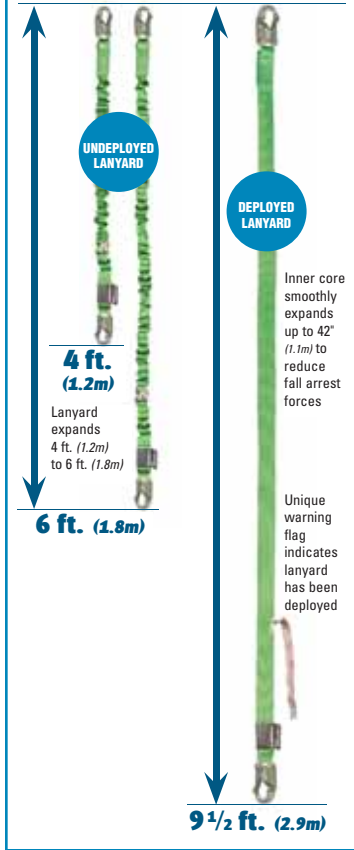 UNDEPLOYED
LANYARD
4 ft.
(1.2m)
Lanyard
expands
4 ft. (1.2m)
to 6 ft. (1.8m)
6 ft. (1.8m)
DEPLOYED
LANYARD
Inner core
smoothly
expands
up to 42"
(1.1m) to
reduce
fall arrest
forces
Unique
warning
flag
indicates
lanyard
has been
deployed
9 1/2 ft. (2.9m)